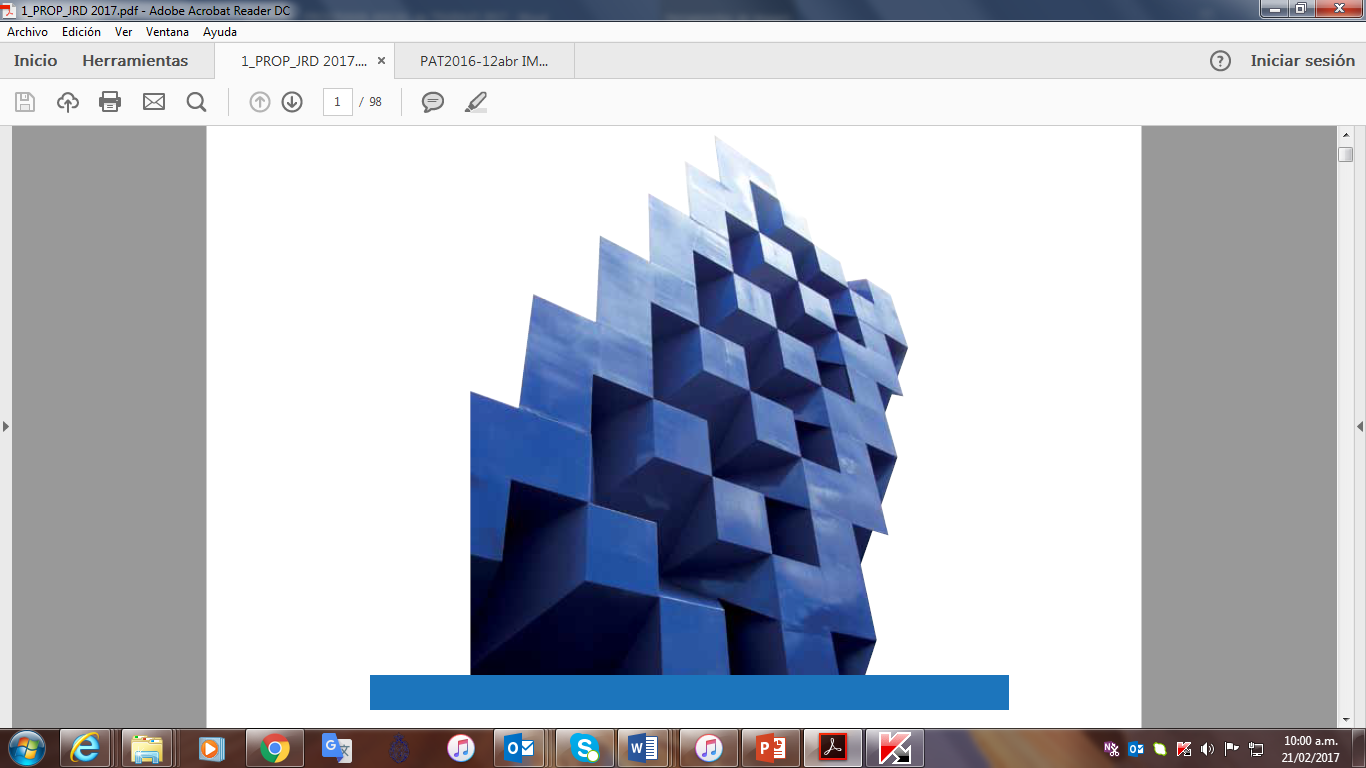 1_PROP_JRD 2017.pdf - Adobe Acrobat Reader DC
Archivo Edición Ver Ventana Ayuda
Inicio Herramientas 1_PROP_JRD 2017.... × PAT2016-12abr IM... ? Iniciar sesión
1 / 98
10:00 a.m.
21/02/2017